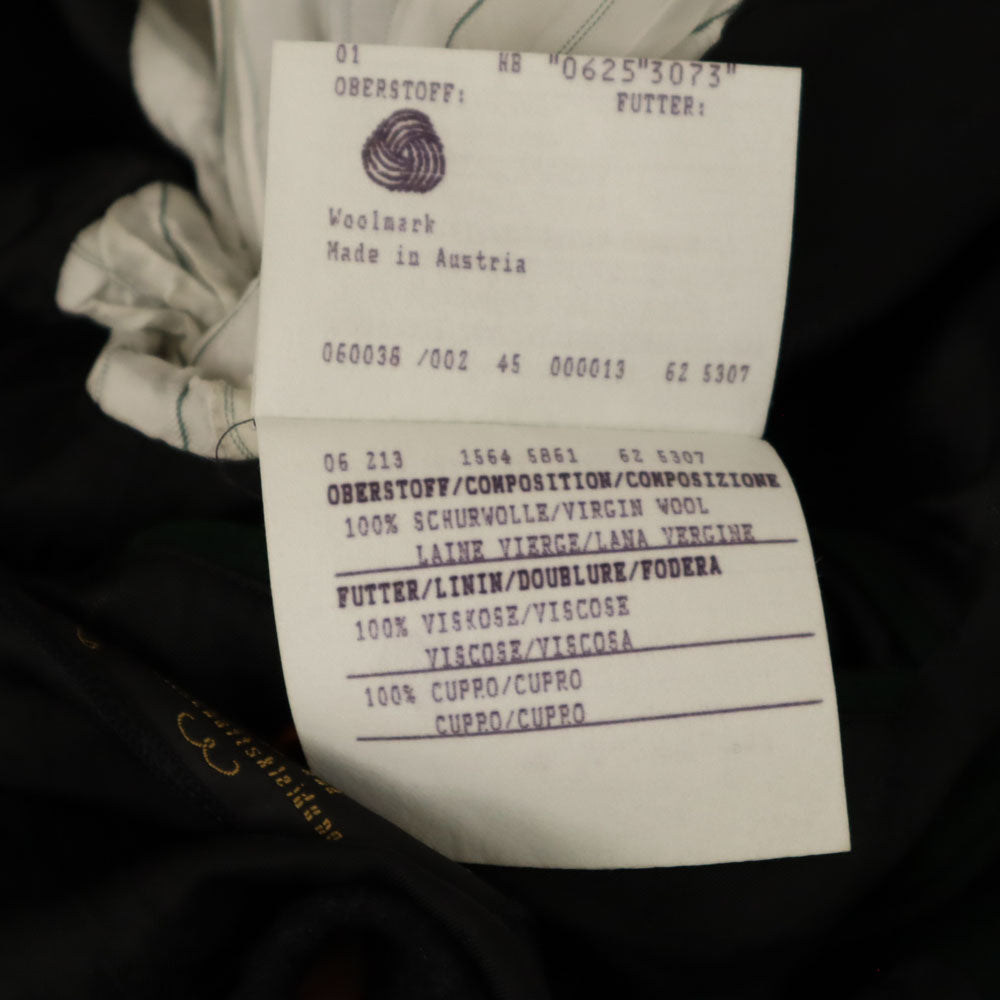 01 HB "0625"3073"
OBERSTOFF: FUTTER:
Woolmark
Made in Austria
060036 /002 45 000013 62 5307
06 213 1564 5861 62 5307
OBERSTOFF/COMPOSITION/COMPOSIZIONE
100% SCHURWOLLE/VIRGIN WOOL
LAINE VIERGE/LANA VERGINE
FUTTER/LININ/DOUBLURE/FODERA
100% VISKOSE/VISCOSE
VISCOSE/VISCOSA
100% CUPRO/CUPRO
CUPRO/CUPRO